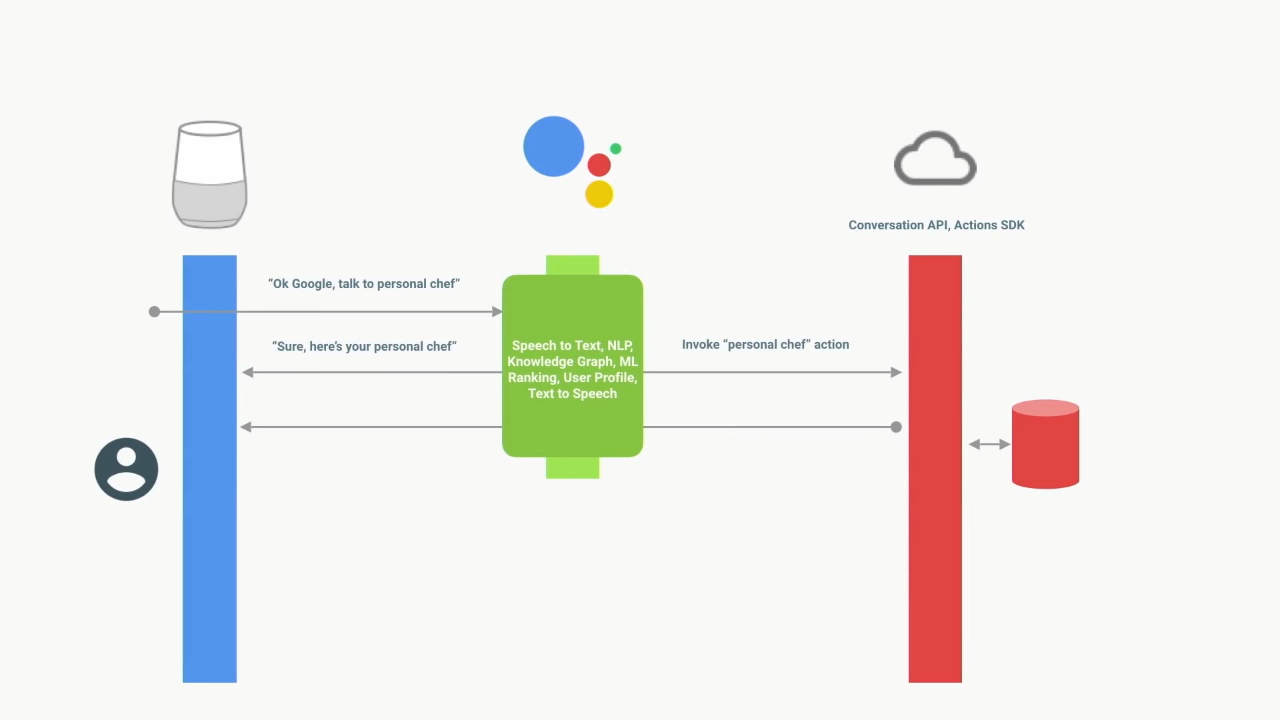 Conversation API, Actions SDK
“Ok Google, talk to personal chef”
“Sure, here’s your personal chef”
Speech to Text, NLP,
Knowledge Graph, ML
Ranking, User Profile,
Text to Speech
Invoke “personal chef” action